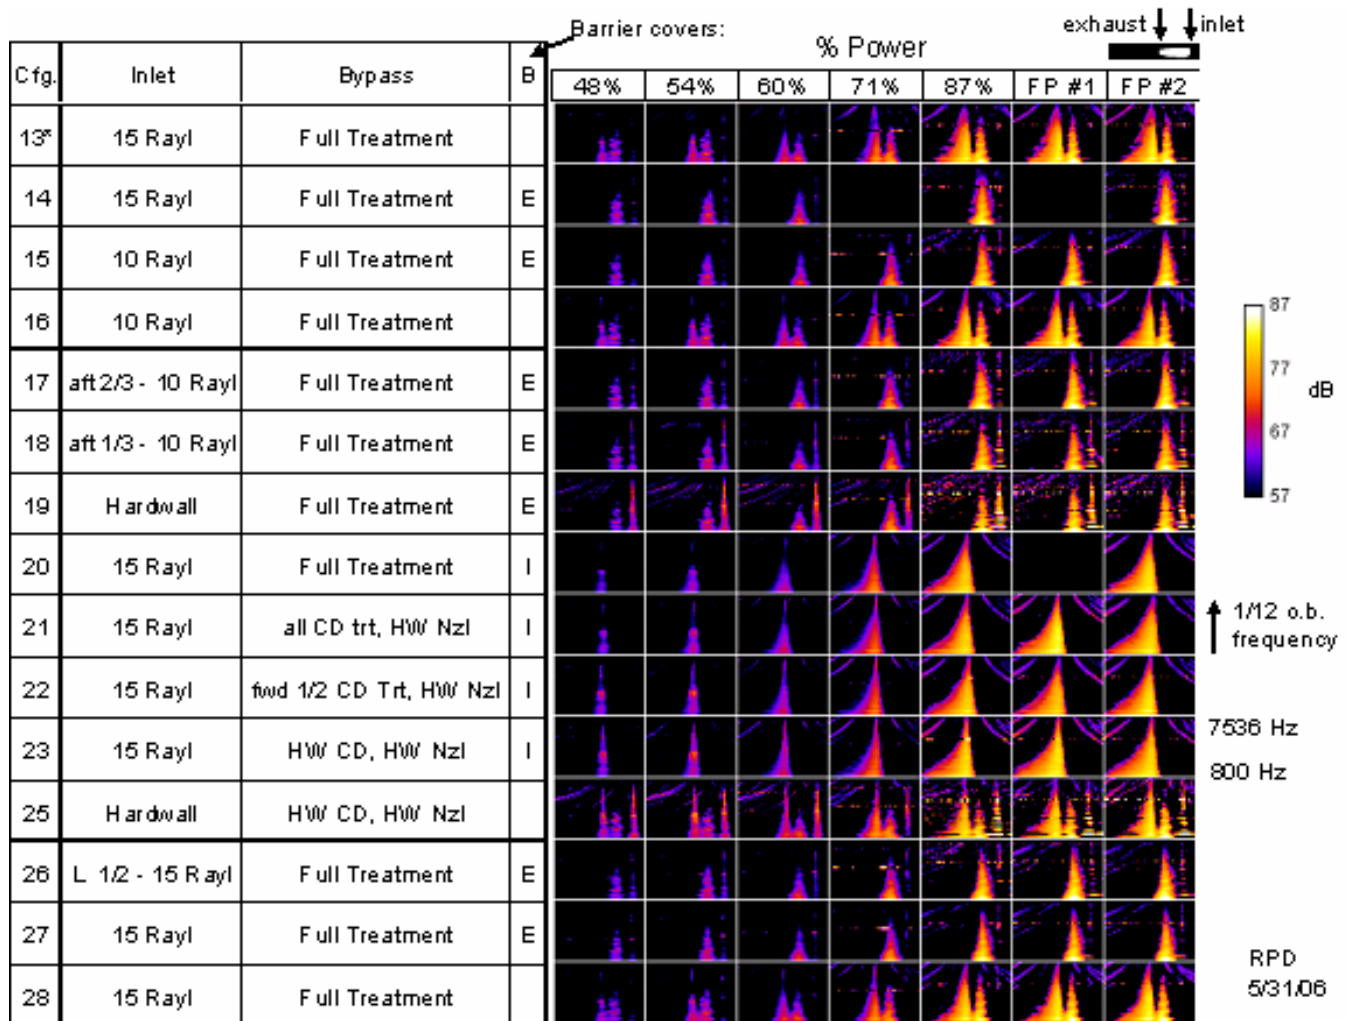 Barrier covers:
exhaust inlet
% Power
Cfg. Inlet Bypass B 48% 54% 60% 71% 87% FP #1 FP #2
13* 15 Rayl Full Treatment
14 15 Rayl Full Treatment E
15 10 Rayl Full Treatment E
16 10 Rayl Full Treatment
17 aft 2/3 - 10 Rayl Full Treatment E
18 aft 1/3 - 10 Rayl Full Treatment E
19 Hardwall Full Treatment E
20 15 Rayl Full Treatment I
21 15 Rayl all CD trt, HW Nzl I
22 15 Rayl fwd 1/2 CD Trt, HW Nzl I
23 15 Rayl HW CD, HW Nzl I
25 Hardwall HW CD, HW Nzl
26 L 1/2 - 15 Rayl Full Treatment E
27 15 Rayl Full Treatment E
28 15 Rayl Full Treatment
87
77
dB
67
57
1/12 o.b.
frequency
7536 Hz
800 Hz
RPD
5/31/06